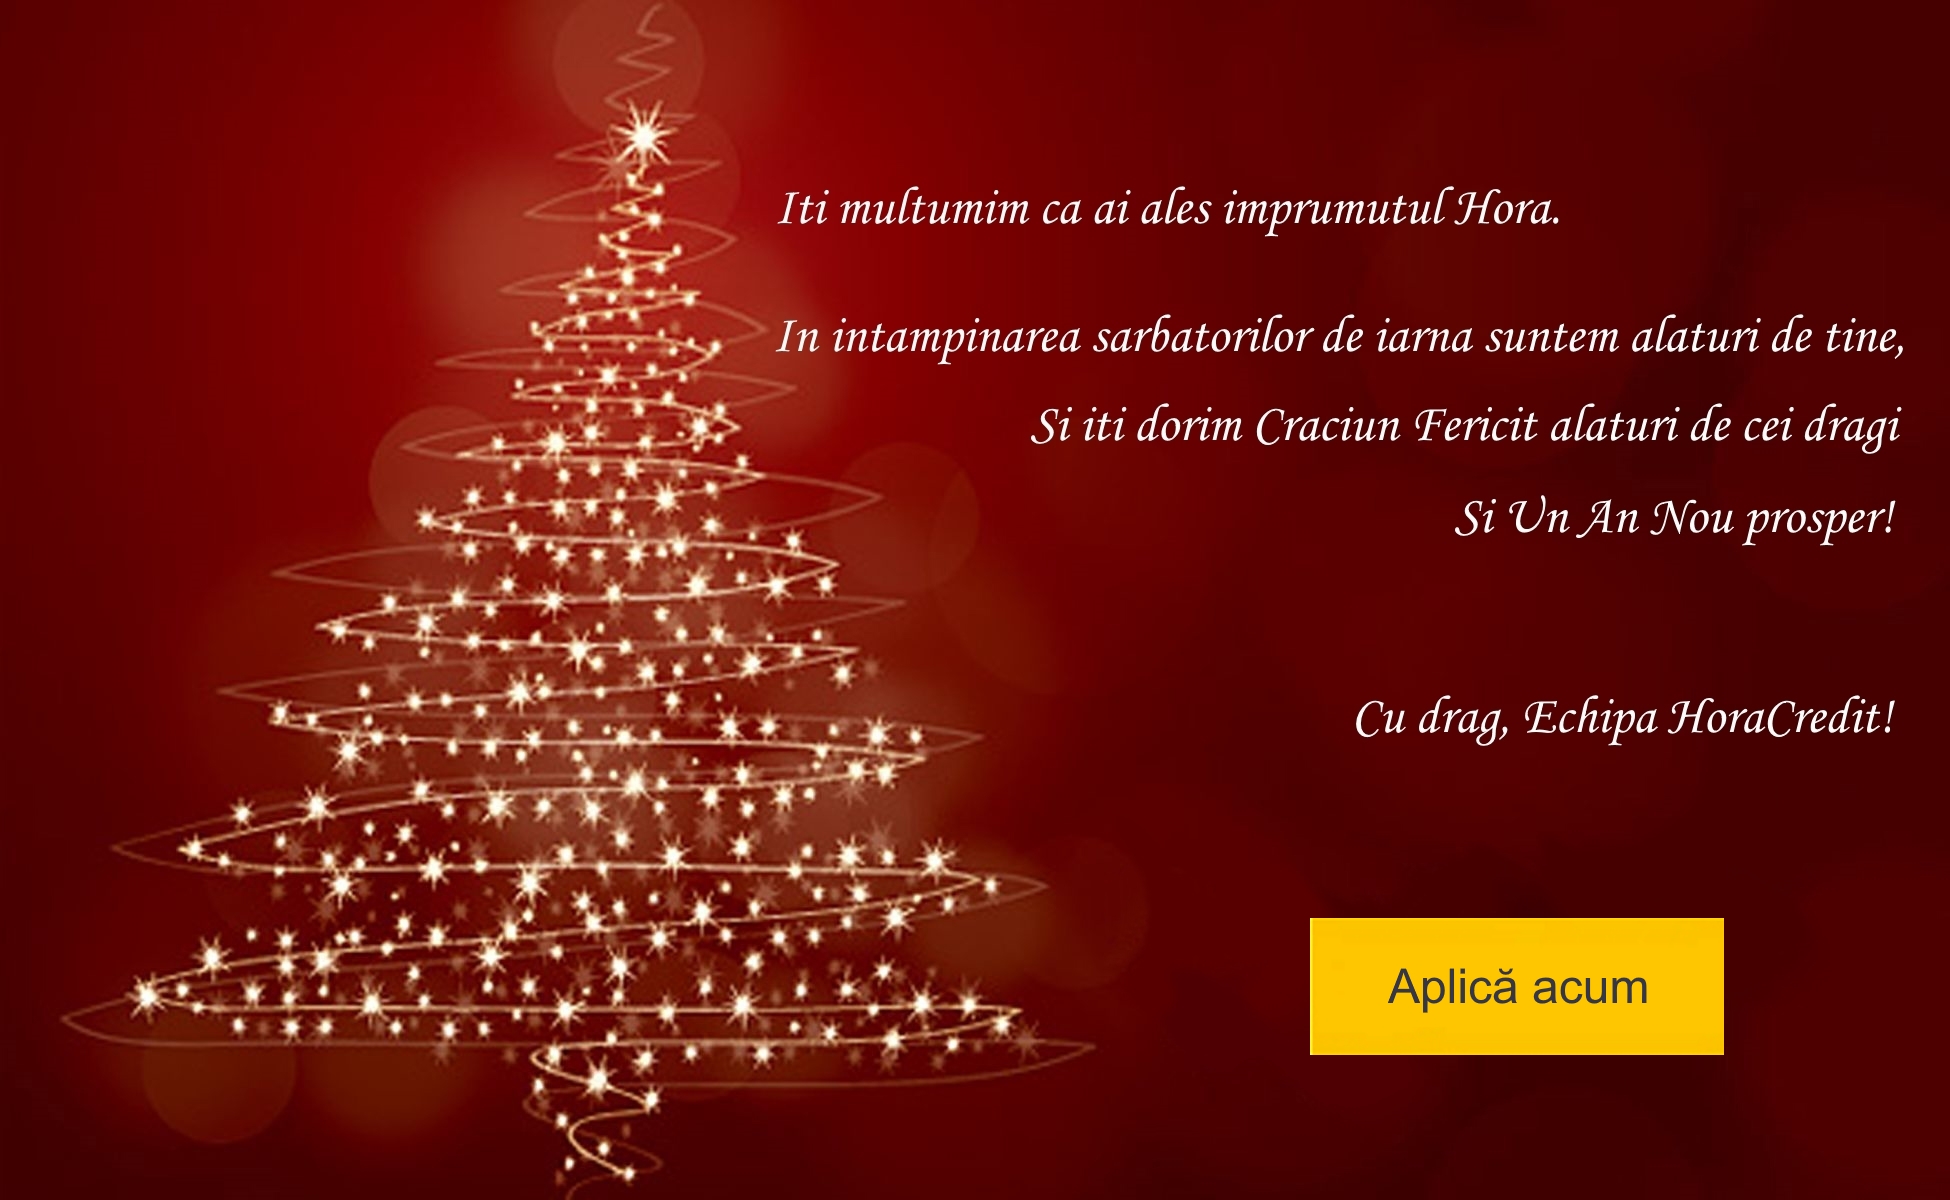 Iti multumim ca ai ales imprumutul Hora.
In intampinarea sarbatorilor de iarna suntem alaturi de tine,
Si iti dorim Craciun Fericit alaturi de cei dragi
Si Un An Nou prosper!
Cu drag, Echipa HoraCredit!
Aplică acum